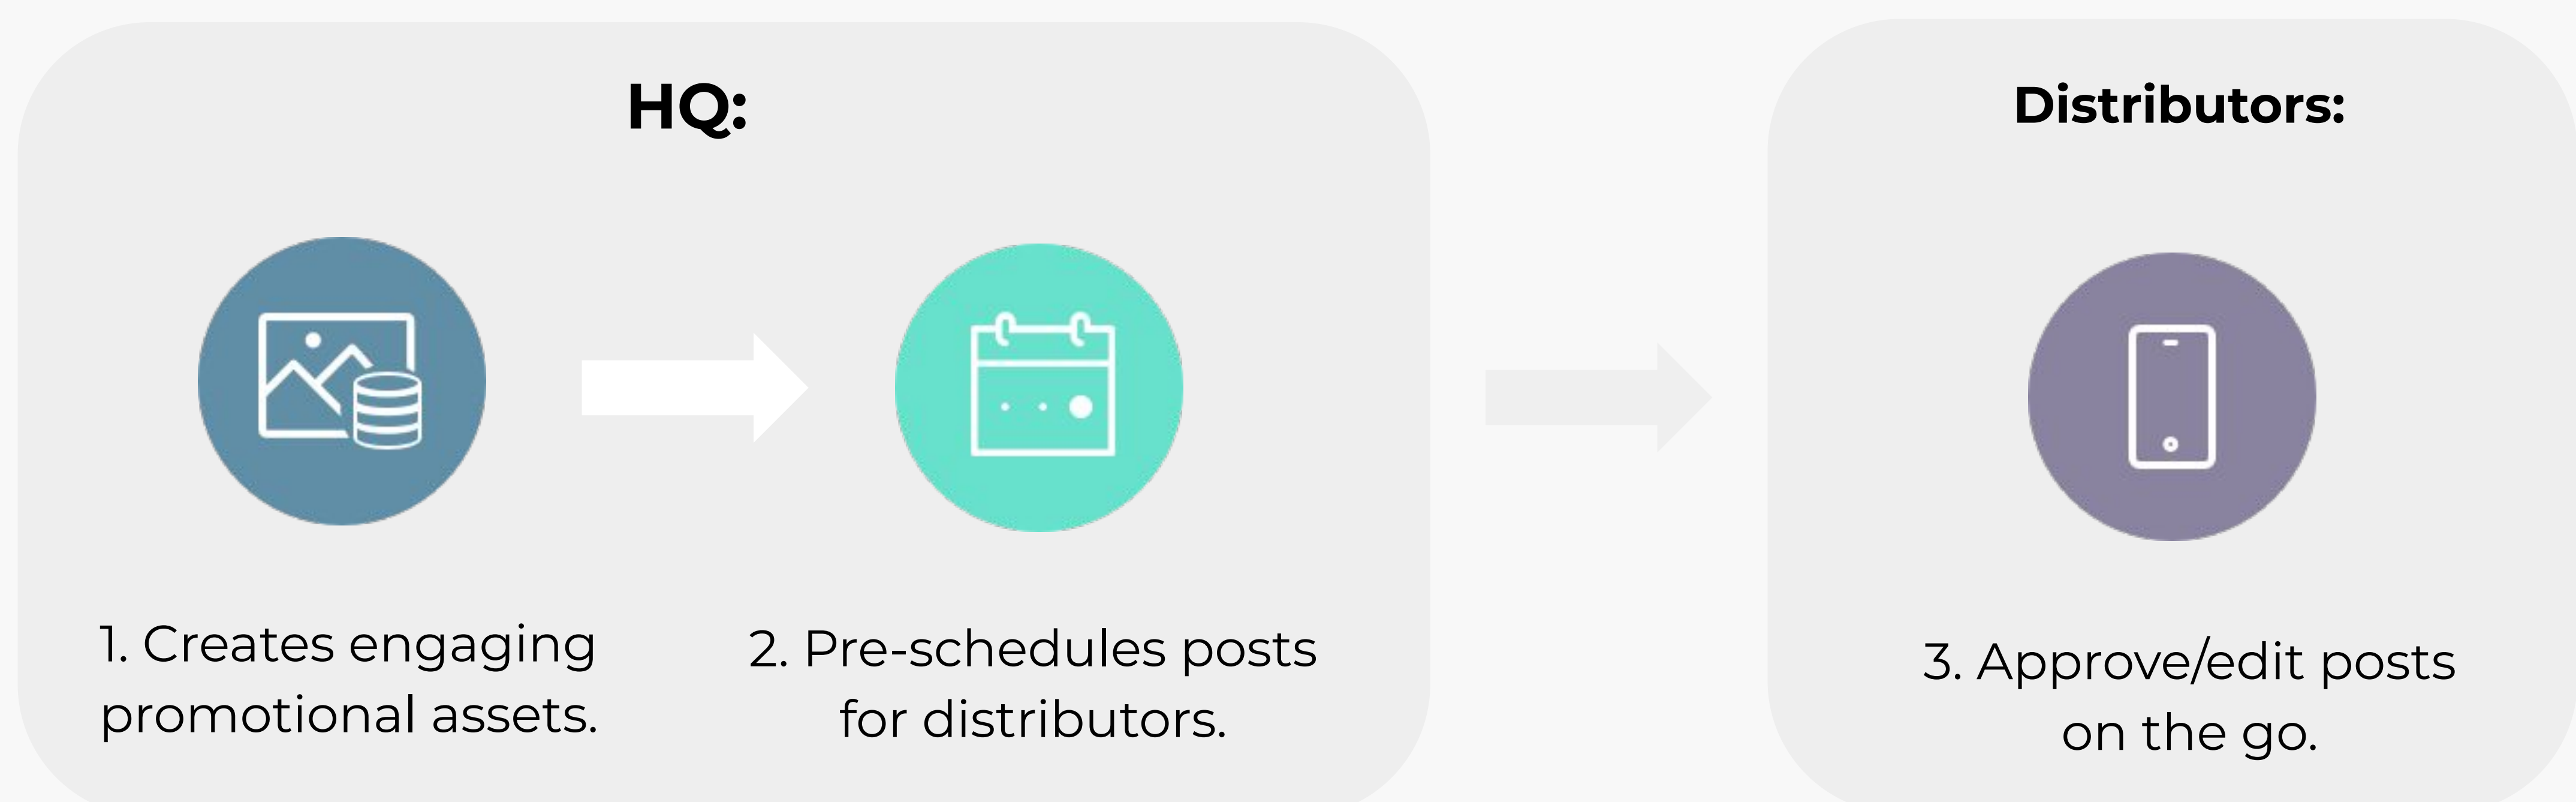 HQ:
1. Creates engaging
promotional assets.
2. Pre-schedules posts
for distributors.
Distributors:
3. Approve/edit posts
on the go.